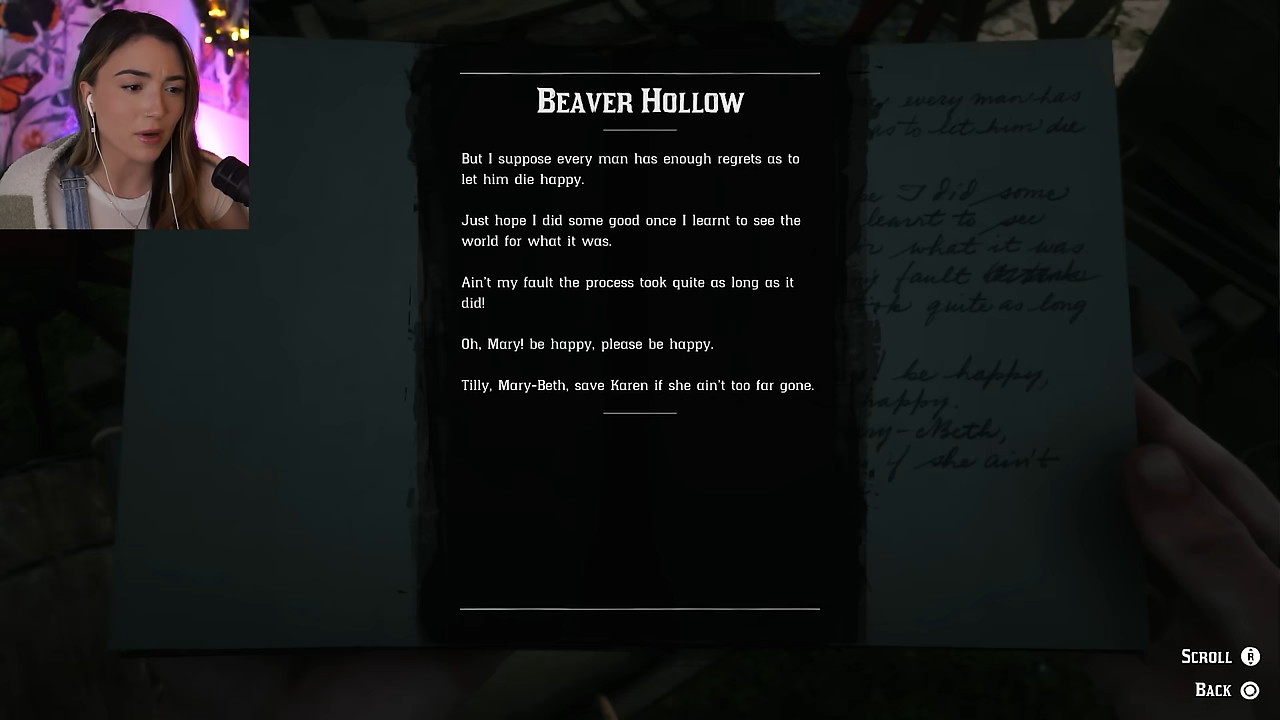 BEAVER HOLLOW
But I suppose every man has enough regrets as to
let him die happy.
Just hope I did some good once I learnt to see the
world for what it was.
Ain't my fault the process took quite as long as it
did!
Oh, Mary! be happy, please be happy.
Tilly, Mary-Beth, save Karen if she ain't too far gone.
every man has
as to let him die
I did some
learnt to see
what it was
fault
quite as long
be happy,
happy.
ry-Beth,
if she ain't
SCROLL R
BACK